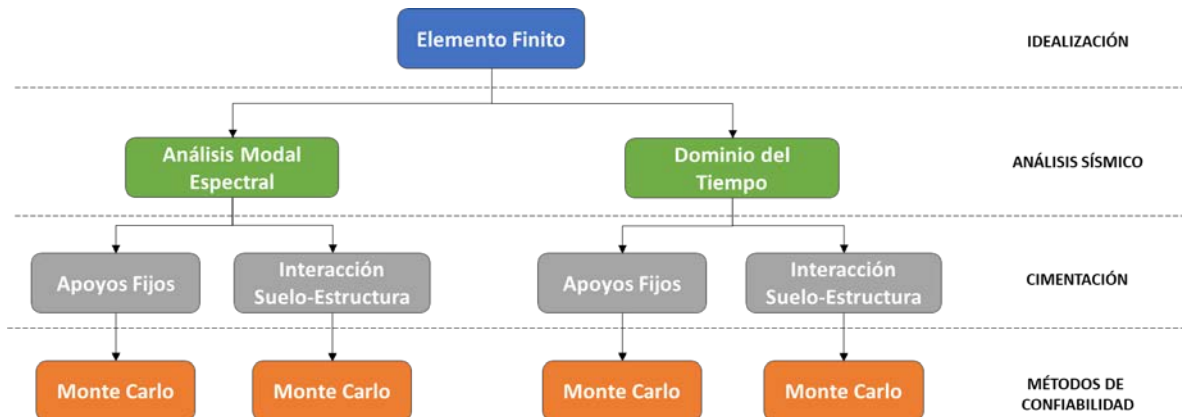 Elemento Finito
IDEALIZACIÓN
Análisis Modal
Espectral
Dominio del
Tiempo
ANÁLISIS SÍSMICO
Apoyos Fijos
Interacción
Suelo-Estructura
Apoyos Fijos
Interacción
Suelo-Estructura
CIMENTACIÓN
Monte Carlo
Monte Carlo
Monte Carlo
Monte Carlo
MÉTODOS DE
CONFIABILIDAD